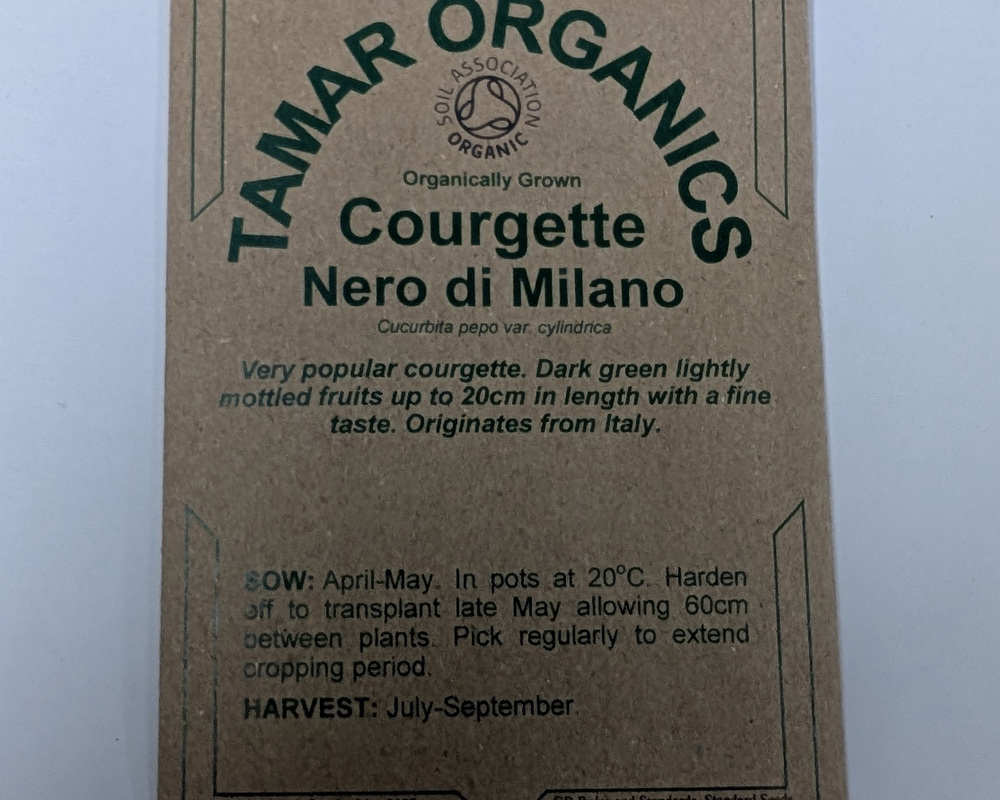 TAMAR ORGANICS
SOIL ASSOCIATION
ORGANIC
Organically Grown
Courgette
Nero di Milano
Cucurbita pepo var. cylindrica
Very popular courgette. Dark green lightly
mottled fruits up to 20cm in length with a fine
taste. Originates from Italy.
SOW: April-May. In pots at 20°C. Harden
off to transplant late May allowing 60cm
between plants. Pick regularly to extend
cropping period.
HARVEST: July-September.